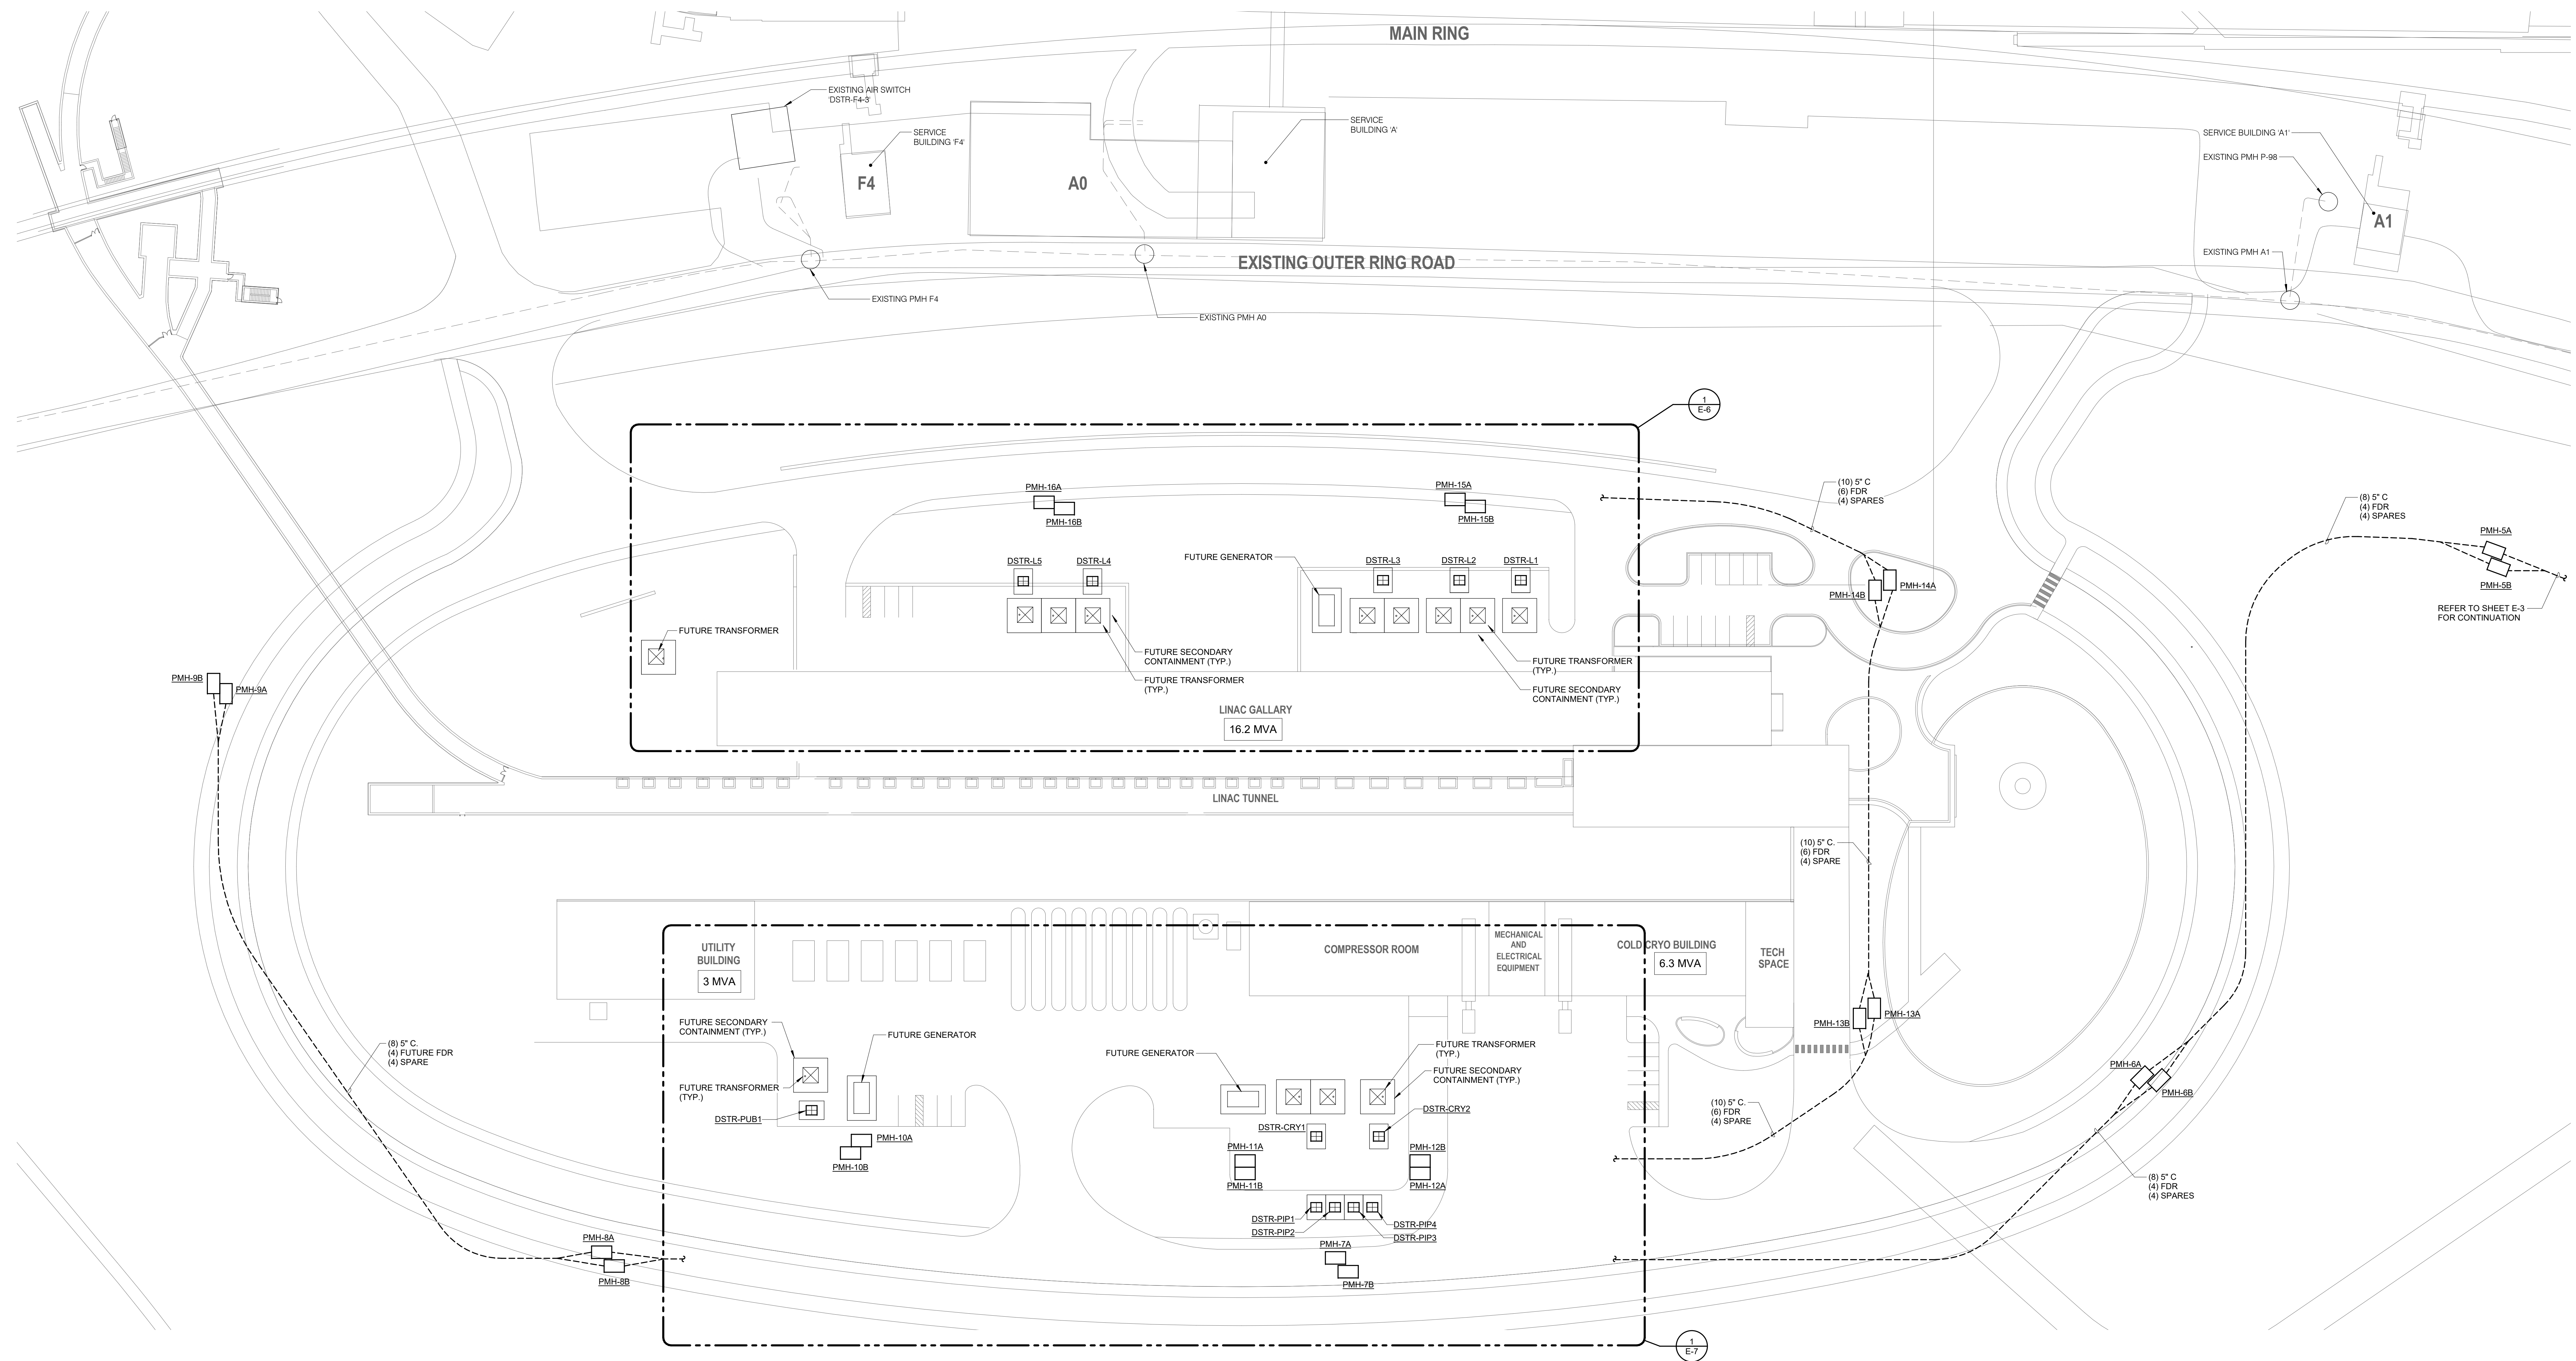 MAIN RING
EXISTING AIR SWITCH
'DSTR-F4-3'
SERVICE
BUILDING 'F4'
F4
A0
SERVICE
BUILDING 'A'
SERVICE BUILDING 'A1'
EXISTING PMH P-98
A1
EXISTING PMH A1
EXISTING OUTER RING ROAD
EXISTING PMH F4
EXISTING PMH A0
1
E-6
PMH-16A
PMH-16B
PMH-15A
PMH-15B
(10) 5" C
(6) FDR
(4) SPARES
(8) 5" C
(4) FDR
(4) SPARES
PMH-5A
PMH-5B
REFER TO SHEET E-3
FOR CONTINUATION
DSTR-L5
DSTR-L4
FUTURE GENERATOR
DSTR-L3
DSTR-L2
DSTR-L1
PMH-14B
PMH-14A
FUTURE TRANSFORMER
FUTURE SECONDARY
CONTAINMENT (TYP.)
FUTURE TRANSFORMER
(TYP.)
FUTURE TRANSFORMER
(TYP.)
FUTURE SECONDARY
CONTAINMENT (TYP.)
PMH-9B
PMH-9A
LINAC GALLARY
16.2 MVA
LINAC TUNNEL
(10) 5" C.
(6) FDR
(4) SPARE
UTILITY
BUILDING
3 MVA
COMPRESSOR ROOM
MECHANICAL
AND
ELECTRICAL
EQUIPMENT
COLD CRYO BUILDING
6.3 MVA
TECH
SPACE
FUTURE SECONDARY
CONTAINMENT (TYP.)
FUTURE GENERATOR
FUTURE TRANSFORMER
(TYP.)
DSTR-PUB1
PMH-10A
PMH-10B
FUTURE GENERATOR
FUTURE TRANSFORMER
(TYP.)
FUTURE SECONDARY
CONTAINMENT (TYP.)
DSTR-CRY2
DSTR-CRY1
PMH-11A
PMH-11B
PMH-12B
PMH-12A
PMH-13B
PMH-13A
(10) 5" C.
(6) FDR
(4) SPARE
PMH-6A
PMH-6B
(8) 5" C.
(4) FUTURE FDR
(4) SPARE
(8) 5" C
(4) FDR
(4) SPARES
DSTR-PIP1
DSTR-PIP2
DSTR-PIP4
DSTR-PIP3
PMH-7A
PMH-7B
PMH-8A
PMH-8B
1
E-7